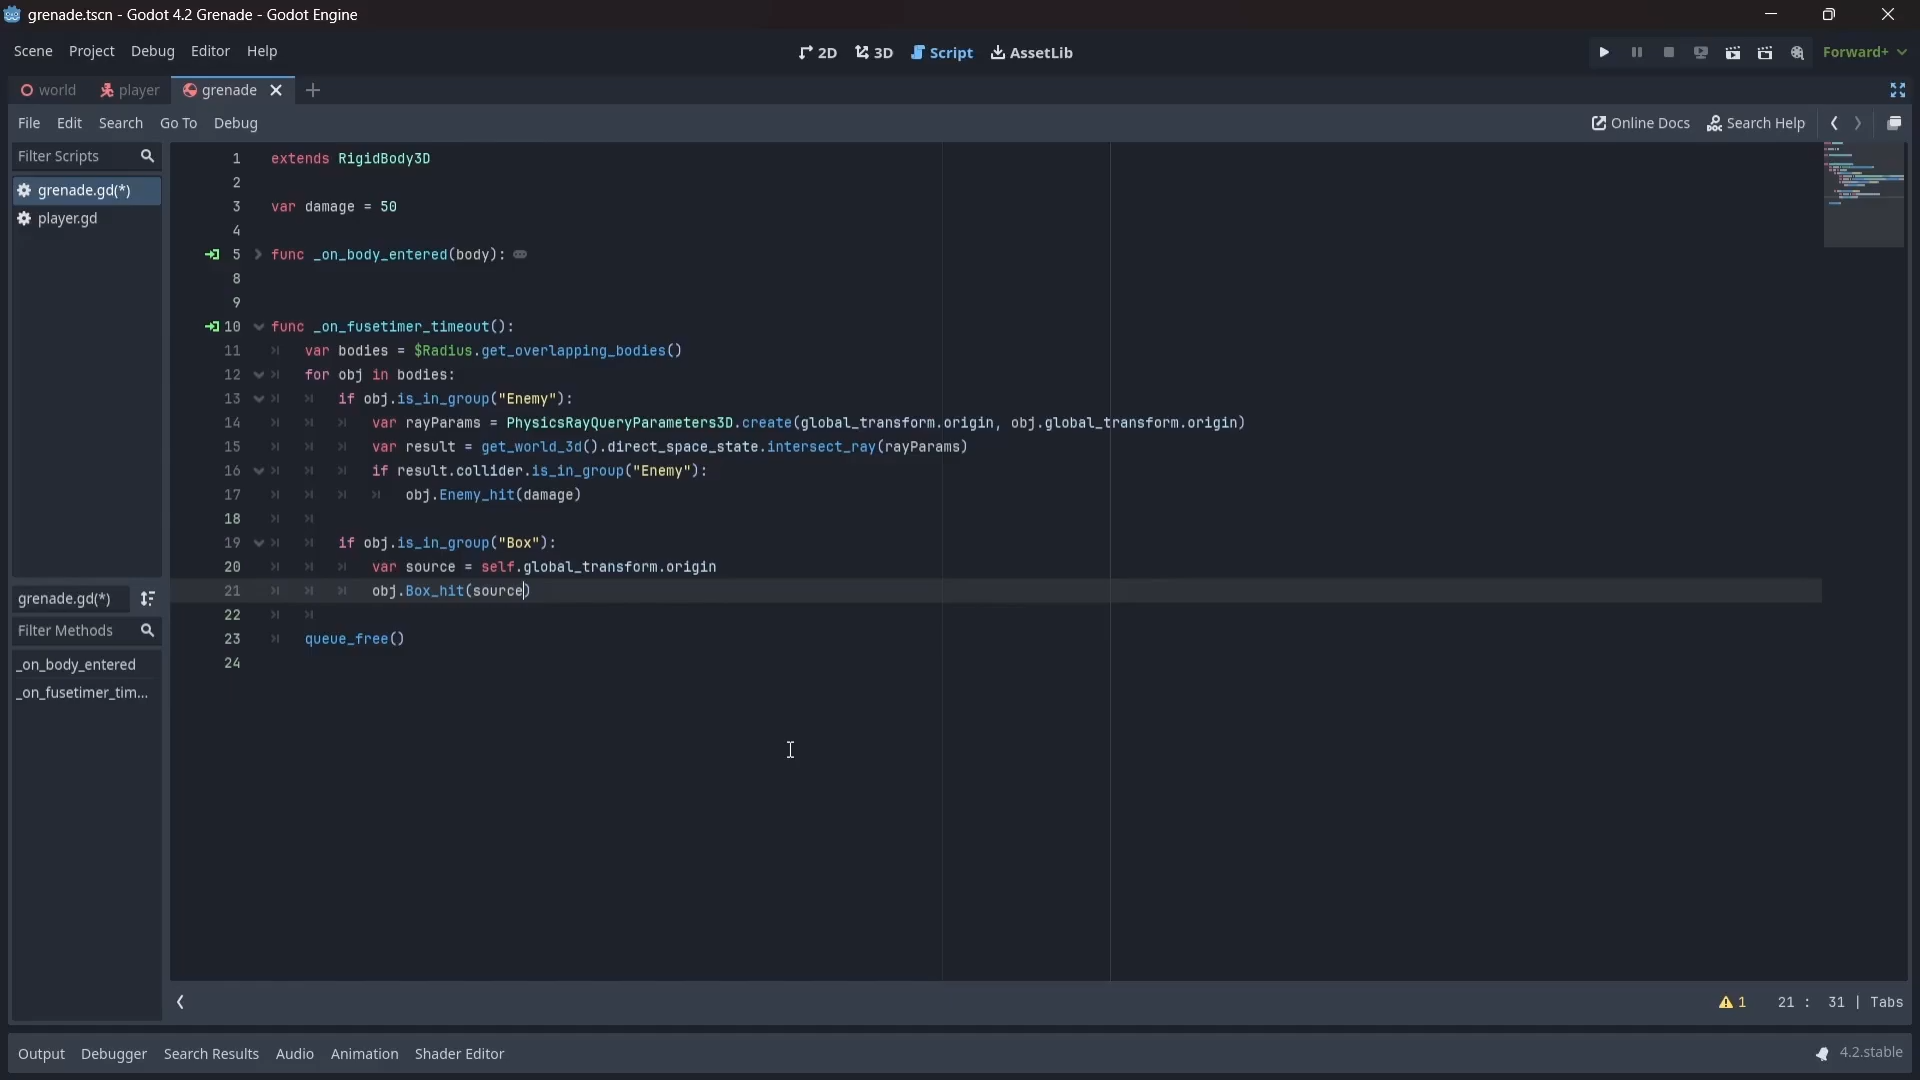 grenade.tscn - Godot 4.2 Grenade - Godot Engine
Scene Project Debug Editor Help
2D 3D Script AssetLib
Forward+
world player grenade
File Edit Search Go To Debug
Online Docs Search Help
Filter Scripts
grenade.gd(*)
player.gd
grenade.gd(*)
Filter Methods
_on_body_entered
_on_fusetimer_tim...
1 extends RigidBody3D
2
3 var damage = 50
4
5 func _on_body_entered(body):
8
9
10 func _on_fusetimer_timeout():
11 var bodies = $Radius.get_overlapping_bodies()
12 for obj in bodies:
13 if obj.is_in_group("Enemy"):
14 var rayParams = PhysicsRayQueryParameters3D.create(global_transform.origin, obj.global_transform.origin)
15 var result = get_world_3d().direct_space_state.intersect_ray(rayParams)
16 if result.collider.is_in_group("Enemy"):
17 obj.Enemy_hit(damage)
18
19 if obj.is_in_group("Box"):
20 var source = self.global_transform.origin
21 obj.Box_hit(source)
22
23 queue_free()
24
1 21 : 31 | Tabs
Output Debugger Search Results Audio Animation Shader Editor
4.2.stable